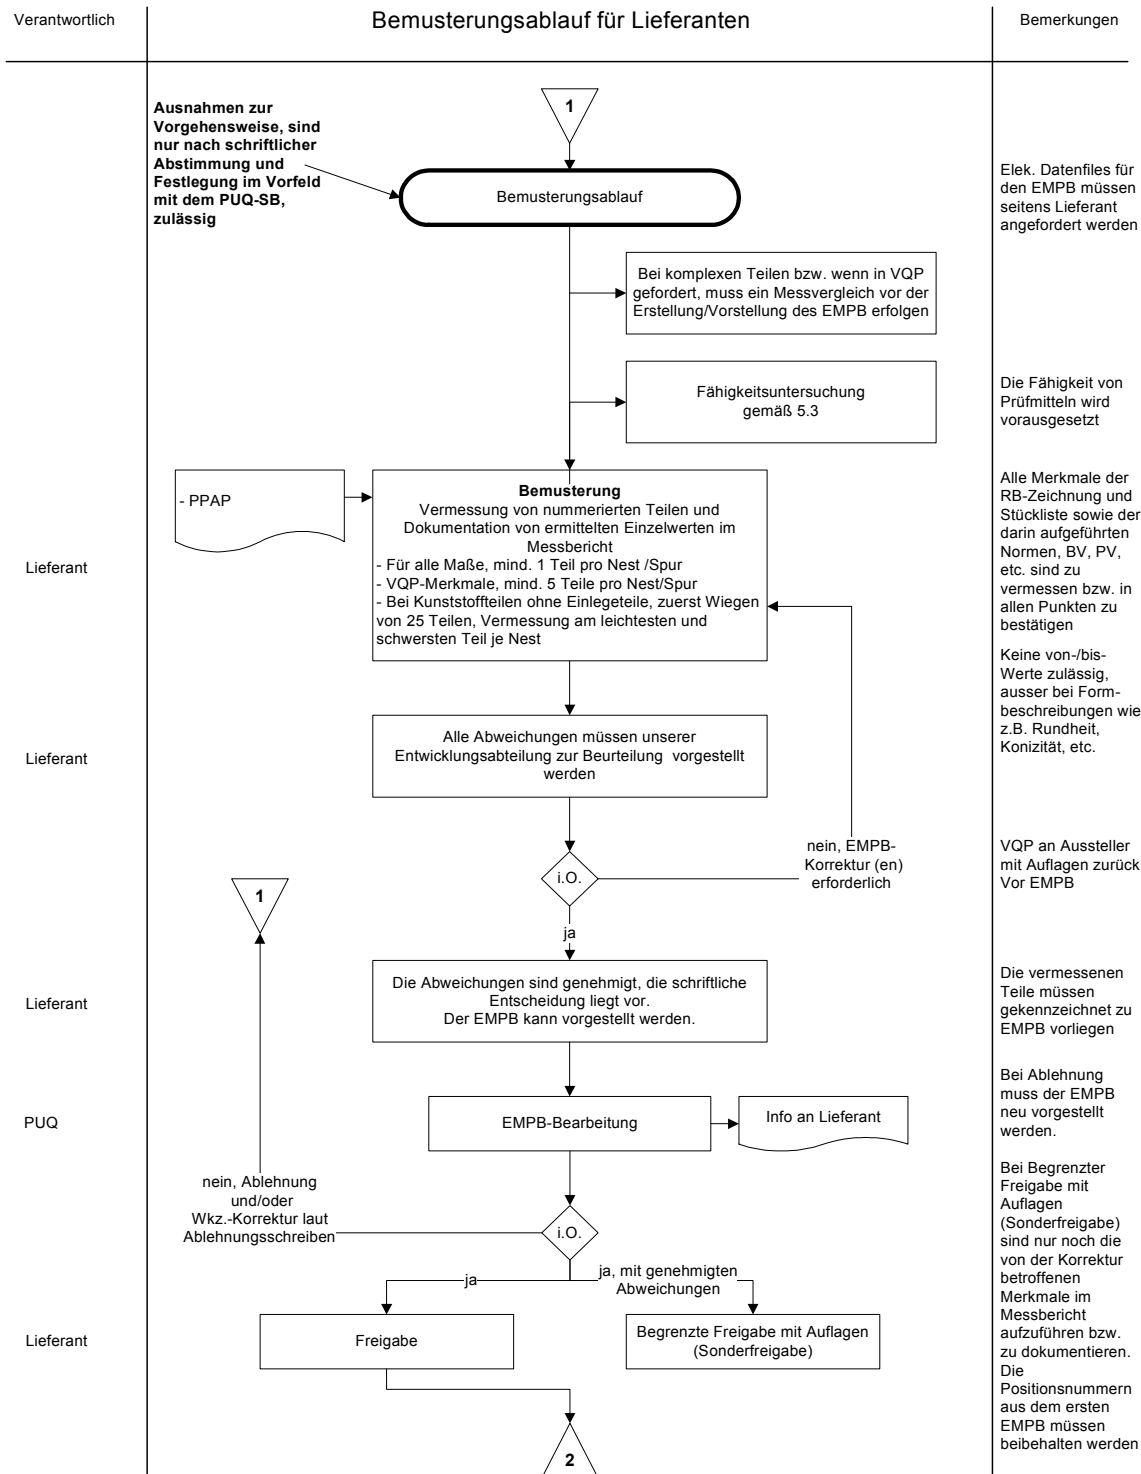 Verantwortlich
Bemusterungsablauf für Lieferanten
Bemerkungen
Ausnahmen zur
Vorgehensweise, sind
nur nach schriftlicher
Abstimmung und
Festlegung im Vorfeld
mit dem PUQ-SB,
zulässig
1
Bemusterungsablauf
Elek. Datenfiles für
den EMPB müssen
seitens Lieferant
angefordert werden
Bei komplexen Teilen bzw. wenn in VQP
gefordert, muss ein Messvergleich vor der
Erstellung/Vorstellung des EMPB erfolgen
Fähigkeitsuntersuchung
gemäß 5.3
Die Fähigkeit von
Prüfmitteln wird
vorausgesetzt
- PPAP
Lieferant
Bemusterung
Vermessung von nummerierten Teilen und
Dokumentation von ermittelten Einzelwerten im
Messbericht
- Für alle Maße, mind. 1 Teil pro Nest /Spur
- VQP-Merkmale, mind. 5 Teile pro Nest/Spur
- Bei Kunststoffteilen ohne Einlegeteile, zuerst Wiegen
von 25 Teilen, Vermessung am leichtesten und
schwersten Teil je Nest
Alle Merkmale der
RB-Zeichnung und
Stückliste sowie der
darin aufgeführten
Normen, BV, PV,
etc. sind zu
vermessen bzw. in
allen Punkten zu
bestätigen
Keine von-/bis-
Werte zulässig,
ausser bei Form-
beschreibungen wie
z.B. Rundheit,
Konizität, etc.
Lieferant
Alle Abweichungen müssen unserer
Entwicklungsabteilung zur Beurteilung vorgestellt
werden
i.O.
nein, EMPB-
Korrektur (en)
erforderlich
VQP an Aussteller
mit Auflagen zurück
Vor EMPB
1
ja
Lieferant
Die Abweichungen sind genehmigt, die schriftliche
Entscheidung liegt vor.
Der EMPB kann vorgestellt werden.
Die vermessenen
Teile müssen
gekennzeichnet zu
EMPB vorliegen
PUQ
EMPB-Bearbeitung
Info an Lieferant
Bei Ablehnung
muss der EMPB
neu vorgestellt
werden.
nein, Ablehnung
und/oder
Wkz.-Korrektur laut
Ablehnungsschreiben
i.O.
ja
ja, mit genehmigten
Abweichungen
Lieferant
Freigabe
Begrenzte Freigabe mit Auflagen
(Sonderfreigabe)
Bei Begrenzter
Freigabe mit
Auflagen
(Sonderfreigabe)
sind nur noch die
von der Korrektur
betroffenen
Merkmale im
Messbericht
aufzuführen bzw.
zu dokumentieren.
Die
Positionsnummern
aus dem ersten
EMPB müssen
beibehalten werden
2